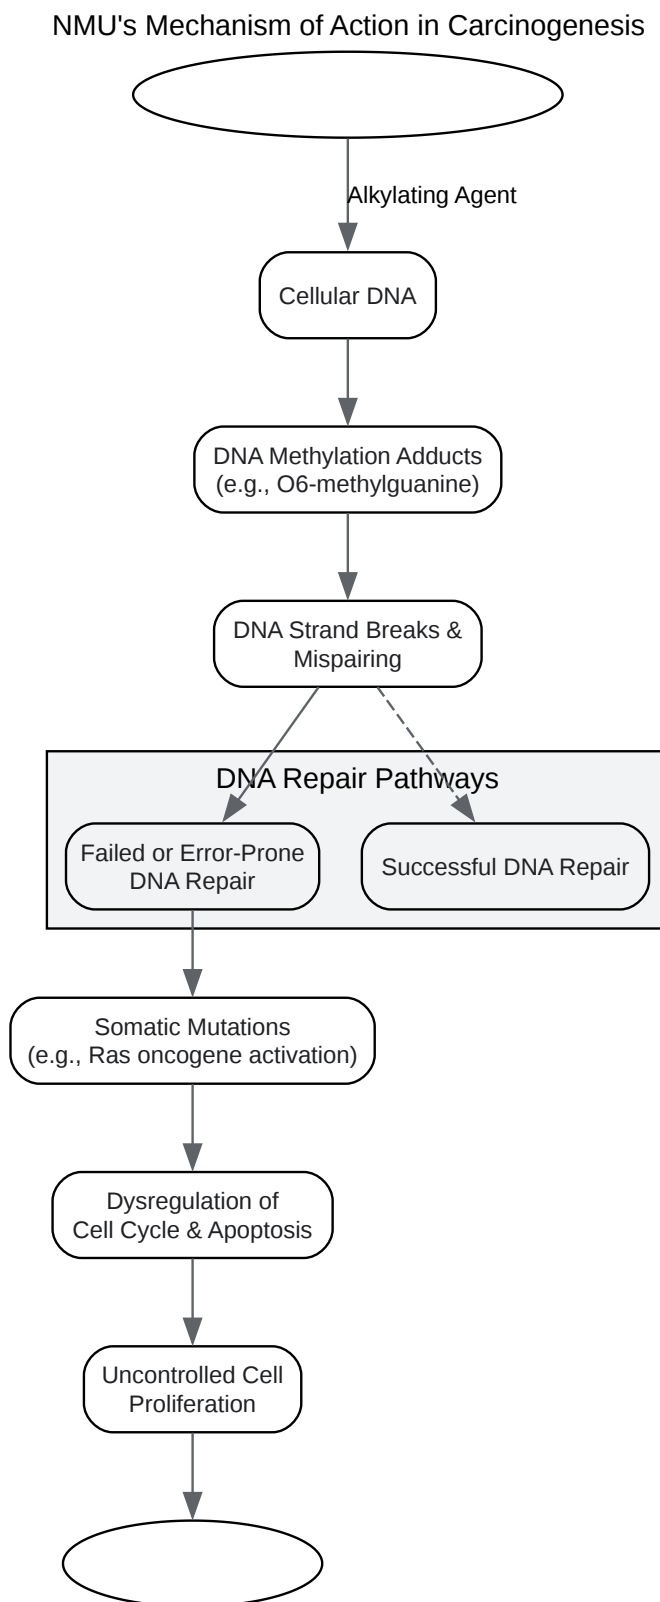 NMU's Mechanism of Action in Carcinogenesis
Alkylating Agent
Cellular DNA
DNA Methylation Adducts
(e.g., O6-methylguanine)
DNA Strand Breaks &
Mispairing
DNA Repair Pathways
Failed or Error-Prone
DNA Repair
Successful DNA Repair
Somatic Mutations
(e.g., Ras oncogene activation)
Dysregulation of
Cell Cycle & Apoptosis
Uncontrolled Cell
Proliferation